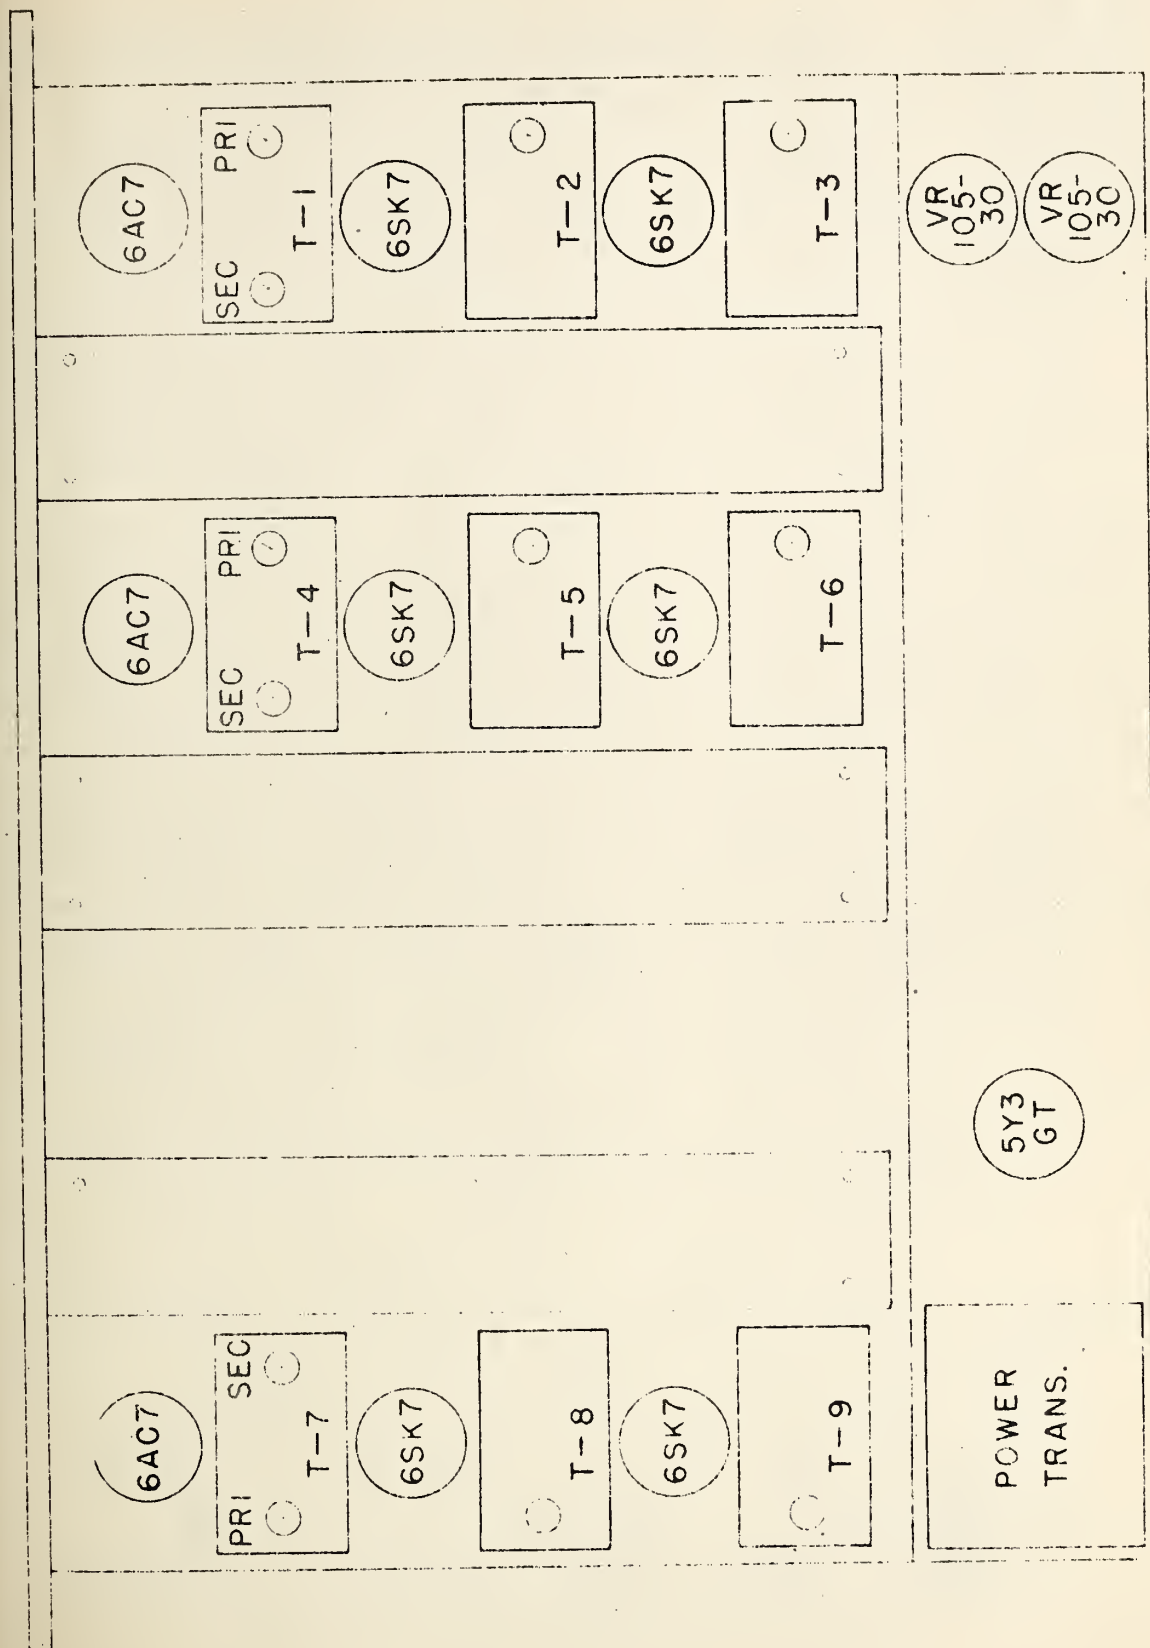 6AC7
PRI SEC
T-7
6SK7
T-8
6SK7
T-9
POWER
TRANS.
5Y3
GT
6AC7
SEC PRI
T-4
6SK7
T-5
6SK7
T-6
6AC7
SEC PRI
T-1
6SK7
T-2
6SK7
T-3
VR
105-
30
VR
105-
30